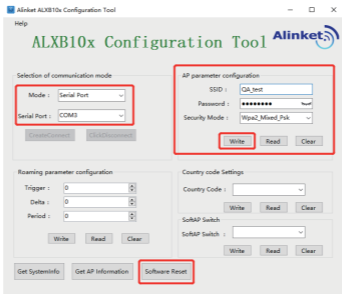 Alinket ALXB10x Configuration Tool
Help
ALXB10x Configuration Tool
Alinket
Selection of communication mode
Mode : Serial Port
Serial Port : COM3
CreateConnect ClickDisconnect
AP parameter configuration
SSID : QA_test
Password : ●●●●●●●●
Security Mode : Wpa2_Mixed_Psk
Write Read Clear
Roaming parameter configuration
Trigger : 0
Delta : 0
Period : 0
Write Read Clear
Country code Settings
Country Code :
Write Read Clear
SoftAP Switch
SoftAP Switch :
Write Read Clear
Get SystemInfo Get AP Information Software Reset